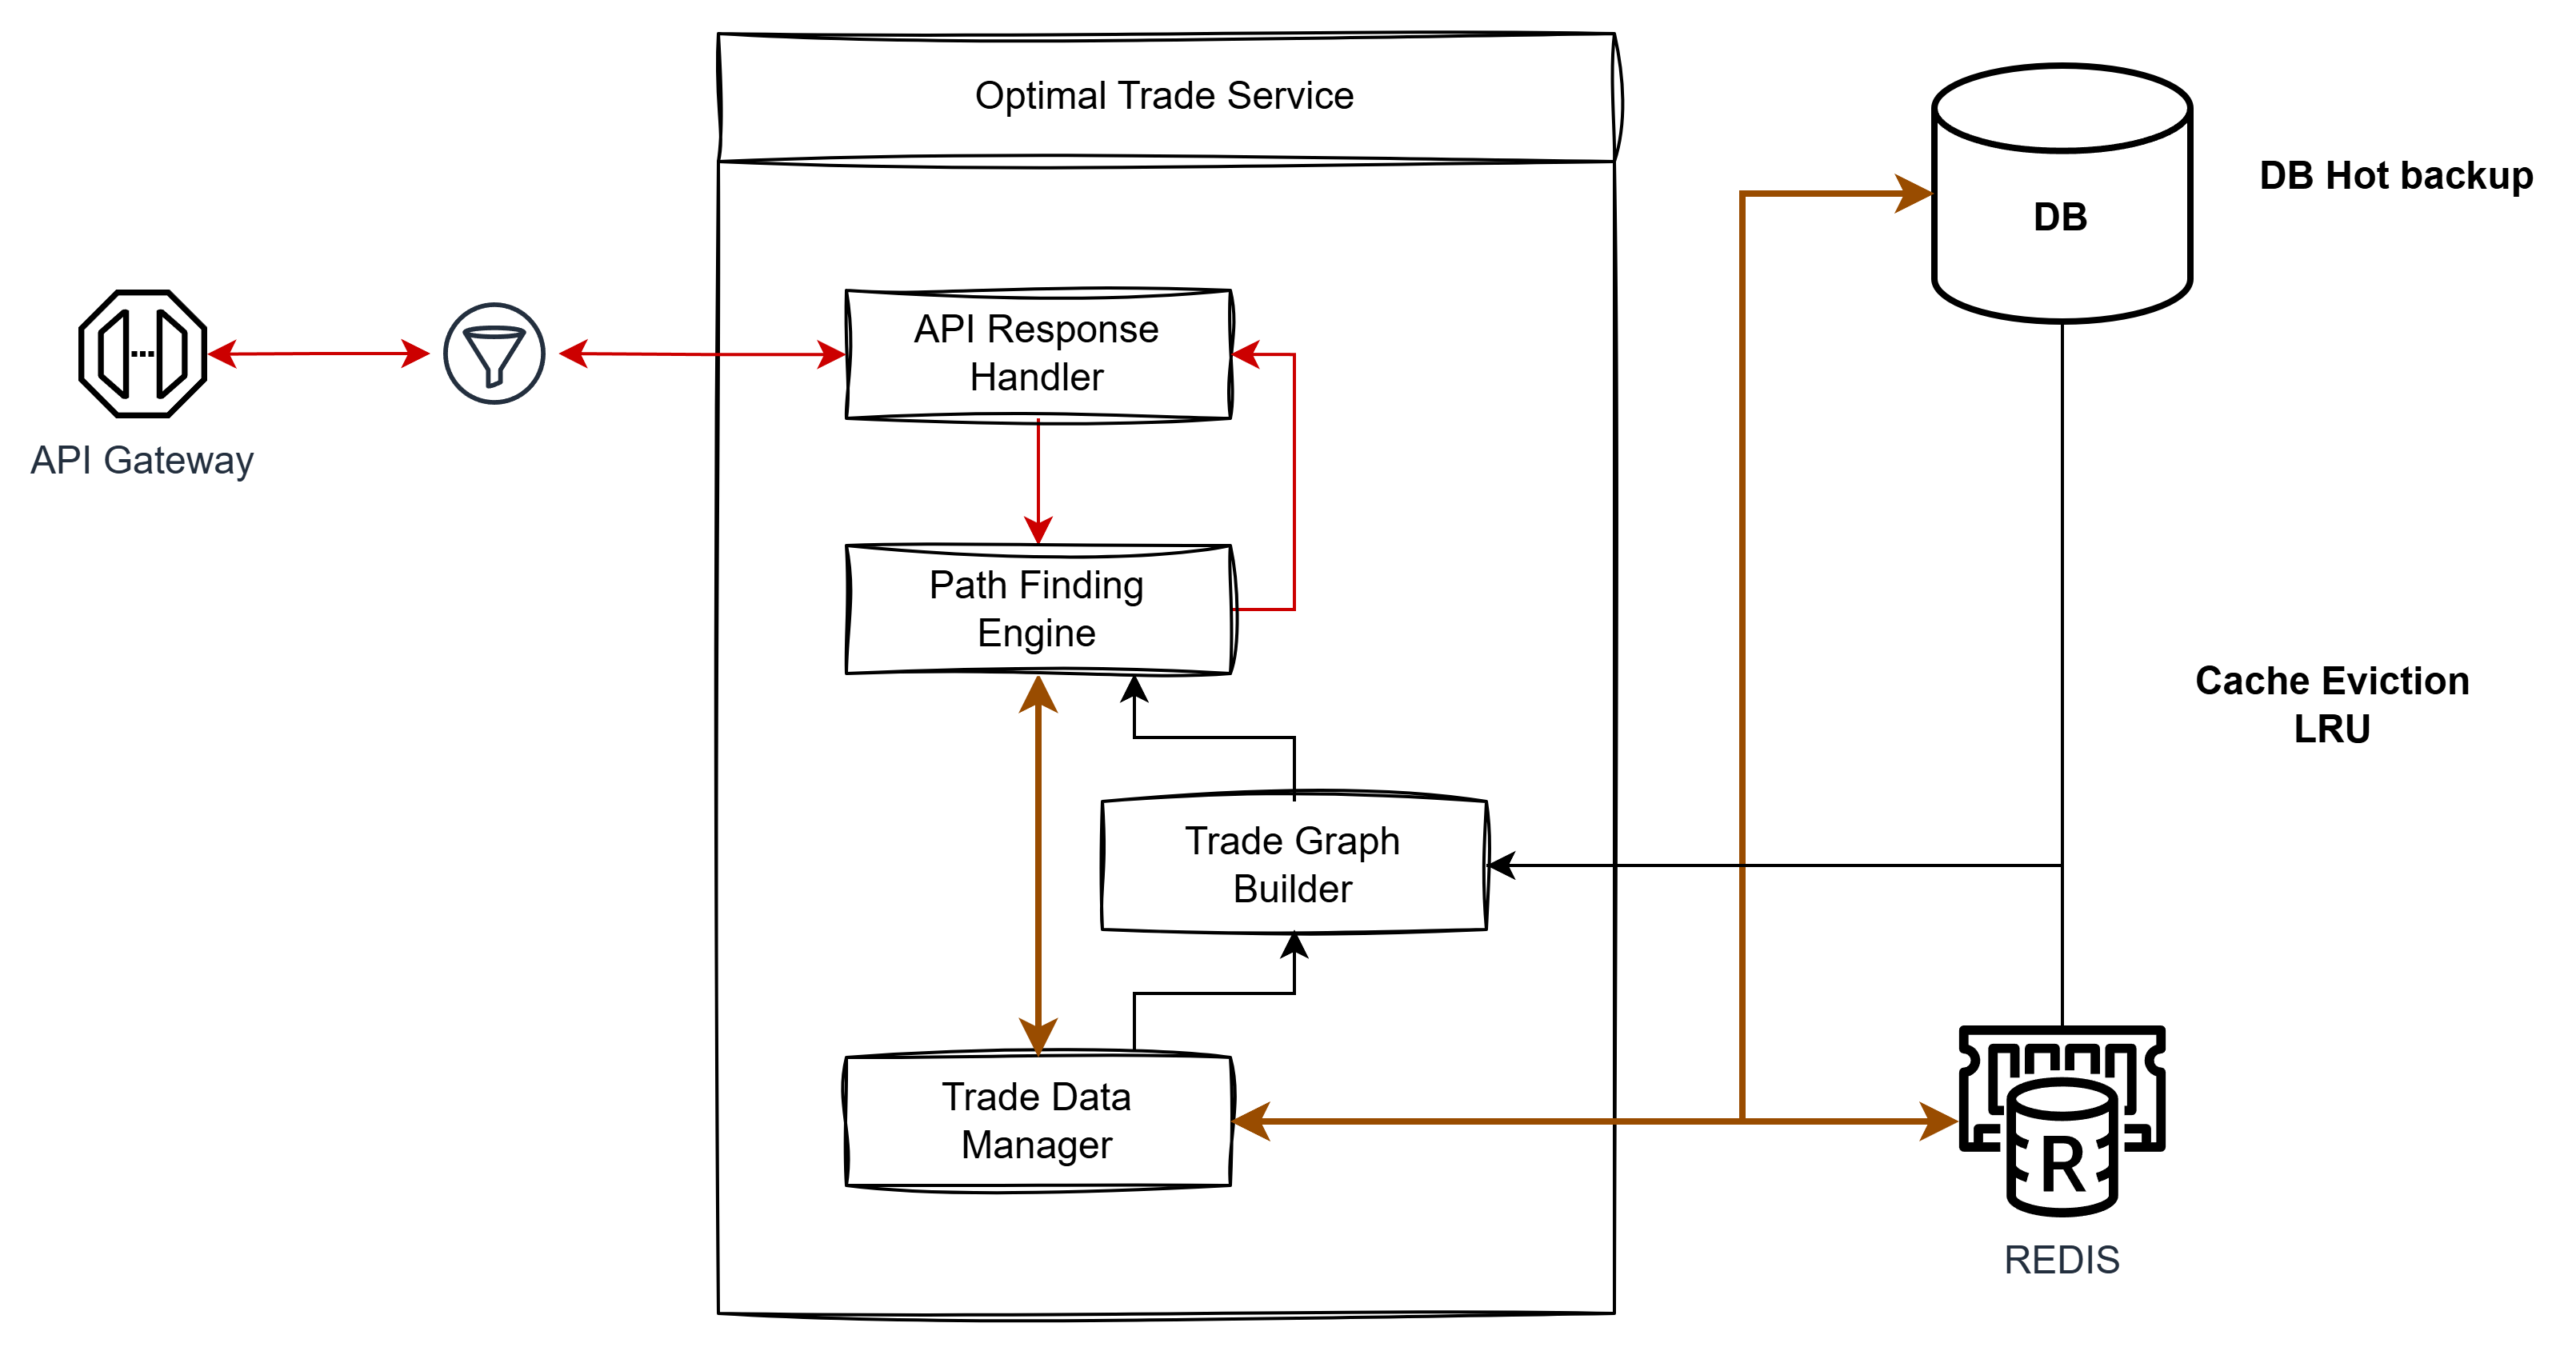 Optimal Trade Service
DB
DB Hot backup
API Gateway
API Response
Handler
Path Finding
Engine
Cache Eviction
LRU
Trade Graph
Builder
Trade Data
Manager
R
REDIS